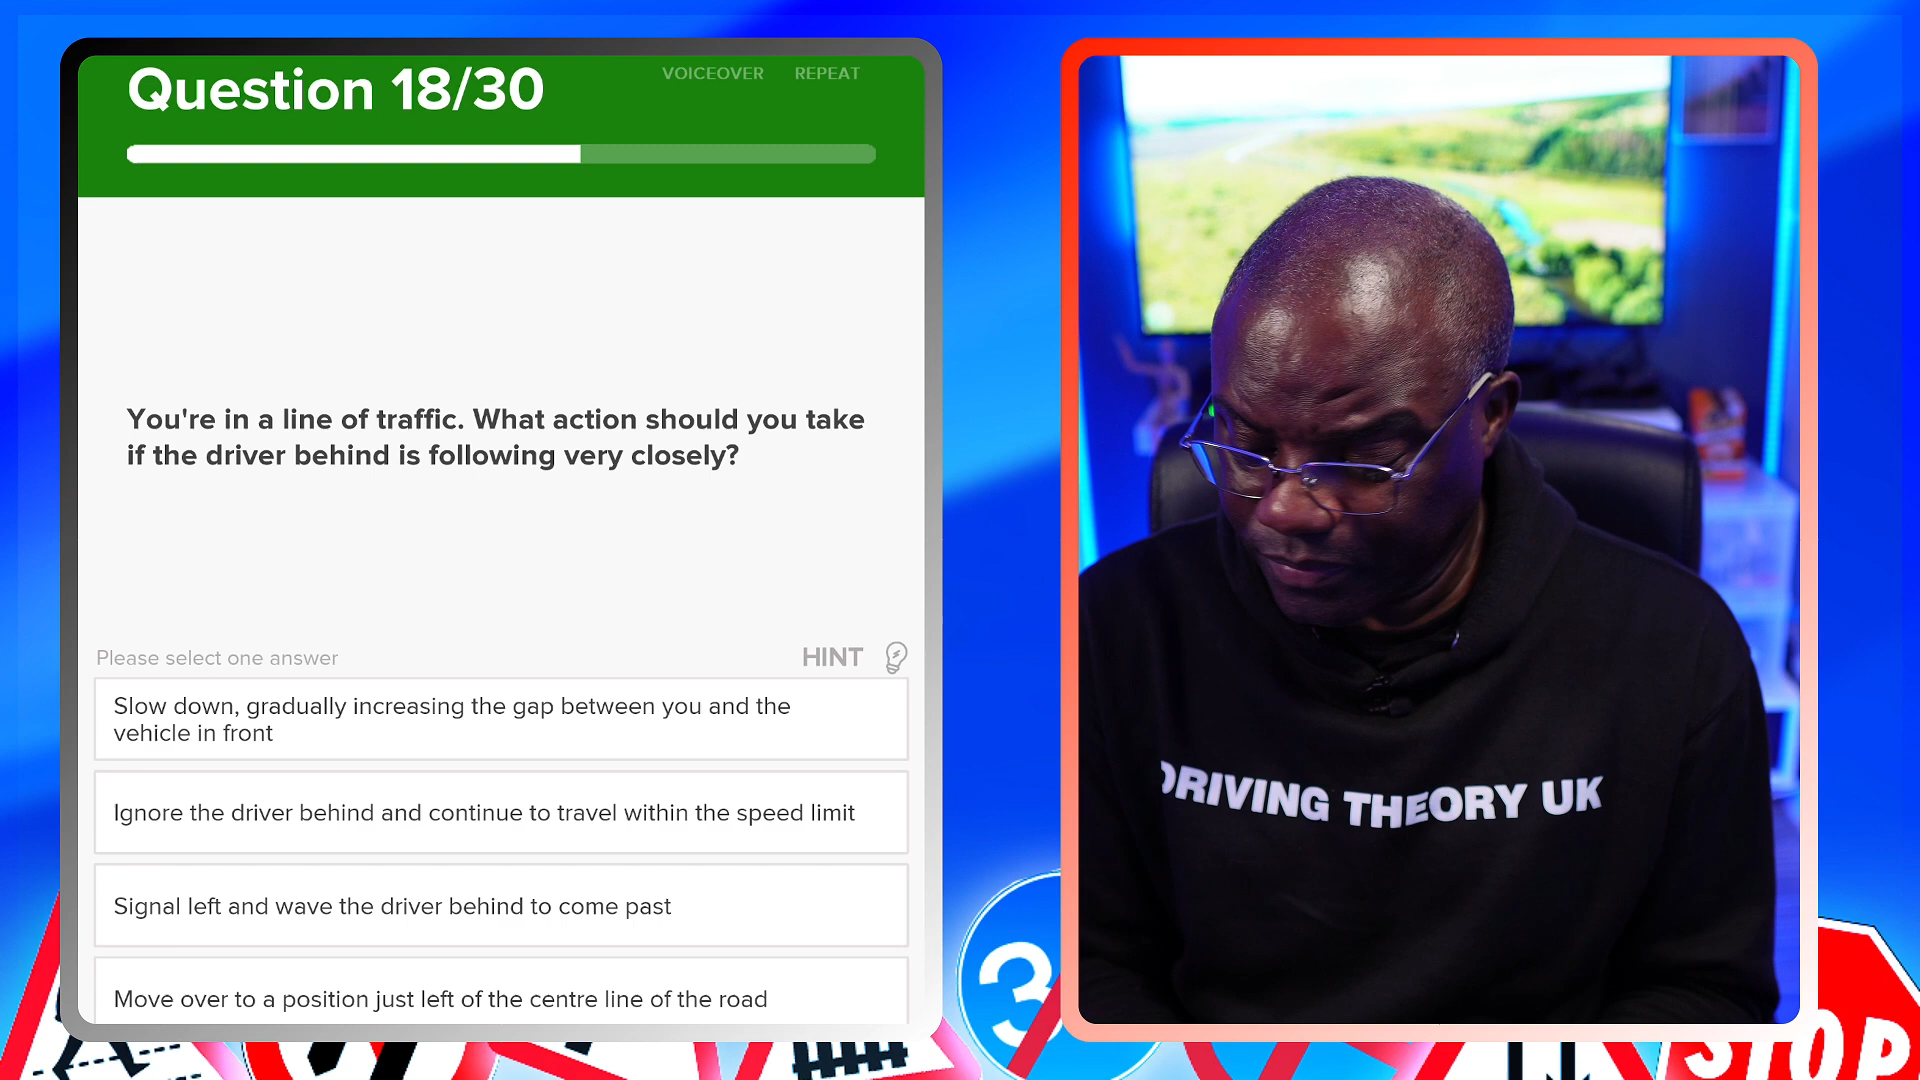 Question 18/30
VOICEOVER REPEAT
You're in a line of traffic. What action should you take
if the driver behind is following very closely?
Please select one answer
HINT
Slow down, gradually increasing the gap between you and the
vehicle in front
Ignore the driver behind and continue to travel within the speed limit
Signal left and wave the driver behind to come past
Move over to a position just left of the centre line of the road
DRIVING THEORY UK
3
STOP